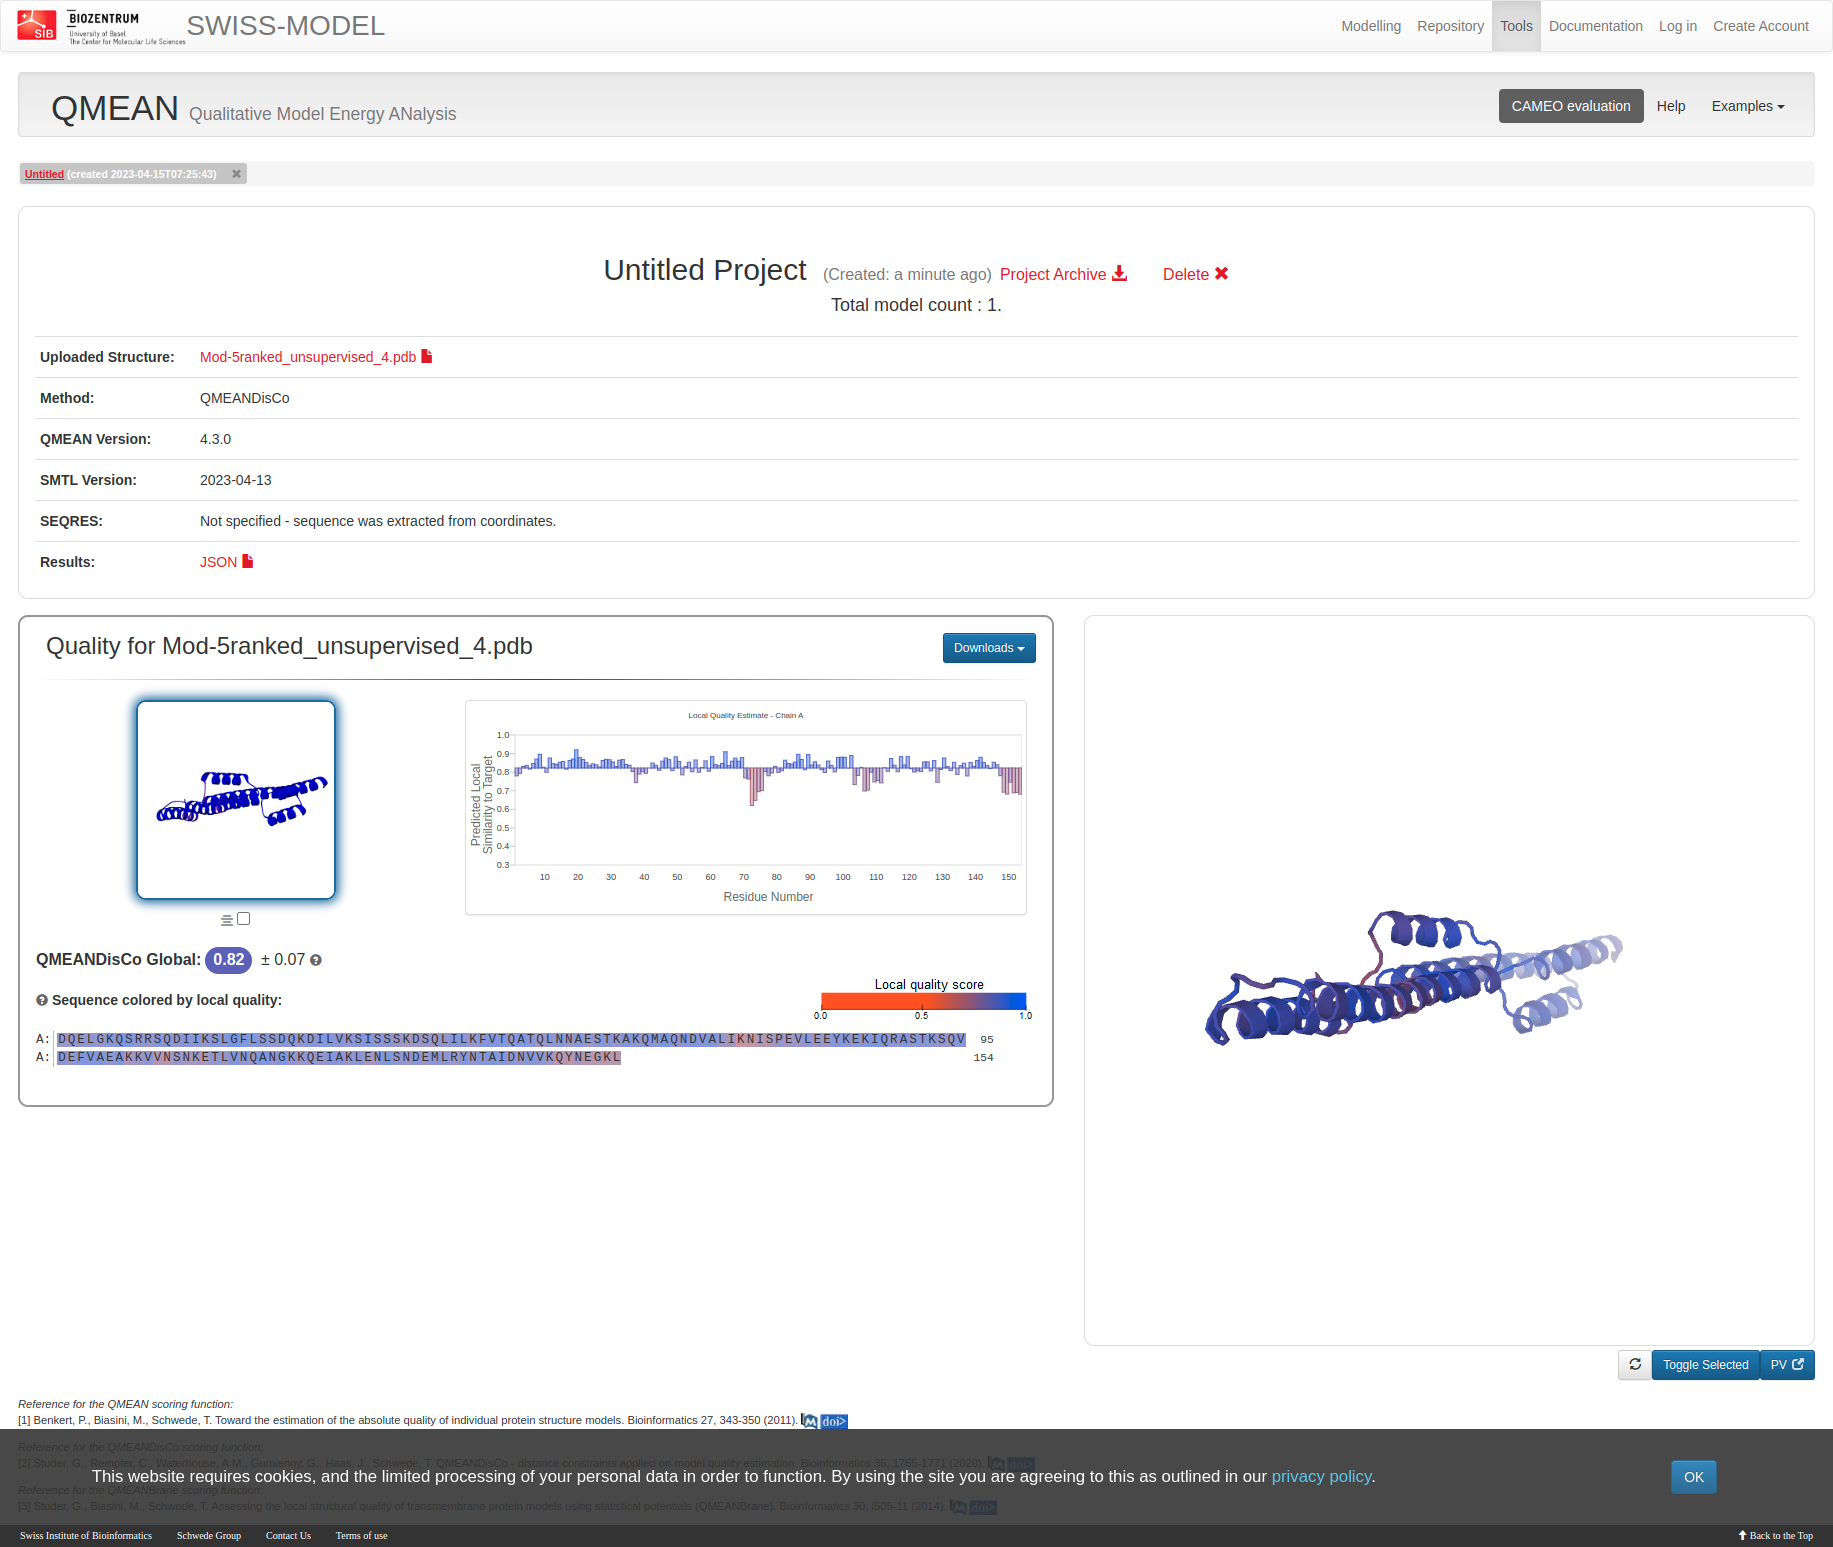 SIB
BIOZENTRUM
University of Basel
The Center for Molecular Life Sciences
SWISS-MODEL
Modelling Repository Tools Documentation Log in Create Account
QMEAN Qualitative Model Energy ANalysis
CAMEO evaluation Help Examples
Untitled (created 2023-04-15T07:25:43)
Untitled Project (Created: a minute ago) Project Archive Delete
Total model count : 1.
Uploaded Structure: Mod-5ranked_unsupervised_4.pdb
Method: QMEANDisCo
QMEAN Version: 4.3.0
SMTL Version: 2023-04-13
SEQRES: Not specified - sequence was extracted from coordinates.
Results: JSON
Quality for Mod-5ranked_unsupervised_4.pdb
Downloads
Local Quality Estimate - Chain A
Predicted Local
Similarity to Target
1.0
0.9
0.8
0.7
0.6
0.5
0.4
0.3
10 20 30 40 50 60 70 80 90 100 110 120 130 140 150
Residue Number
QMEANDisCo Global: 0.82 ± 0.07
Sequence colored by local quality:
Local quality score
0.0 0.5 1.0
A: DQELGKQSRRSQDIIKSLGFLSSDQKDILVKSISSSKDSQLILKFVTQATQLNNAESTKAKQMAQNDVALIKNISPEVLEEYKEKIQRASTKSQV 95
A: DEFVAEAKKVVNSNKETLVNQANGKKQEIAKLENLSNDEMLRYNTAIDNVVKQYNEGKL 154
Toggle Selected PV
Reference for the QMEAN scoring function:
[1] Benkert, P., Biasini, M., Schwede, T. Toward the estimation of the absolute quality of individual protein structure models. Bioinformatics 27, 343-350 (2011). doi>
Reference for the QMEANDisCo scoring function:
[2] Studer, G., Rempfer, C., Waterhouse, A.M., Gumienny, G., Haas, J., Schwede, T. QMEANDisCo - distance constraints applied on model quality estimation. Bioinformatics 36, 1765-1771 (2020). doi>
This website requires cookies, and the limited processing of your personal data in order to function. By using the site you are agreeing to this as outlined in our privacy policy.
OK
Reference for the QMEANBrane scoring function:
[3] Studer, G., Biasini, M., Schwede, T. Assessing the local structural quality of transmembrane protein models using statistical potentials (QMEANBrane). Bioinformatics 30, i505-11 (2014). doi>
Swiss Institute of Bioinformatics Schwede Group Contact Us Terms of use
Back to the Top